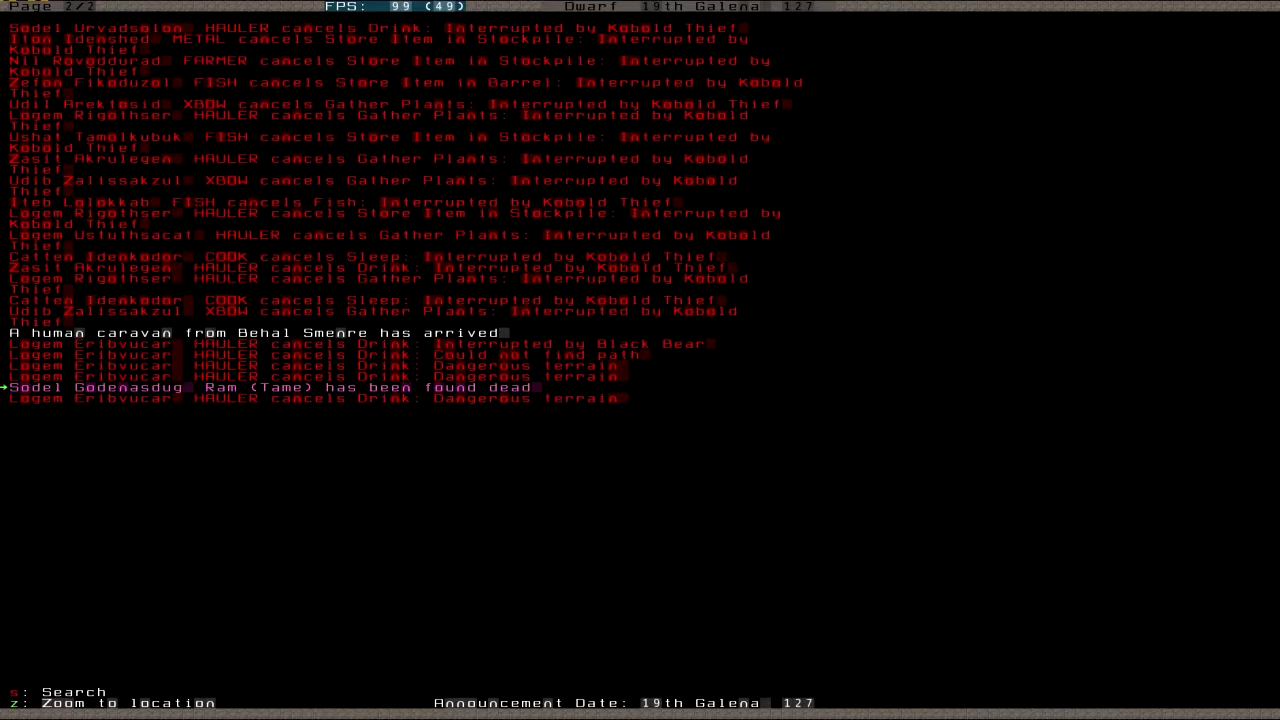 Page 2/2 FPS: 99 (49) Dwarf 19th Galena 127
Sodel Urvadsolon, HAULER cancels Drink: Interrupted by Kobold Thief.
Iton Idenshed, METAL cancels Store Item in Stockpile: Interrupted by
Kobold Thief.
Nil Rovoddurad, FARMER cancels Store Item in Stockpile: Interrupted by
Kobold Thief.
Zefon Fikoduzol, FISH cancels Store Item in Barrel: Interrupted by Kobold
Thief.
Udil Arektosid, XBOW cancels Gather Plants: Interrupted by Kobold Thief.
Logem Rigothser, HAULER cancels Gather Plants: Interrupted by Kobold
Thief.
Ushat Tamolkubuk, FISH cancels Store Item in Stockpile: Interrupted by
Kobold Thief.
Zasit Akrulegen, HAULER cancels Gather Plants: Interrupted by Kobold
Thief.
Udib Zalissakzul, XBOW cancels Gather Plants: Interrupted by Kobold
Thief.
Iteb Lolokkab, FISH cancels Fish: Interrupted by Kobold Thief.
Logem Rigothser, HAULER cancels Store Item in Stockpile: Interrupted by
Kobold Thief.
Logem Ustuthsacat, HAULER cancels Gather Plants: Interrupted by Kobold
Thief.
Catten Idenkodor, COOK cancels Sleep: Interrupted by Kobold Thief.
Zasit Akrulegen, HAULER cancels Drink: Interrupted by Kobold Thief.
Logem Rigothser, HAULER cancels Gather Plants: Interrupted by Kobold
Thief.
Catten Idenkodor, COOK cancels Sleep: Interrupted by Kobold Thief.
Udib Zalissakzul, XBOW cancels Gather Plants: Interrupted by Kobold
Thief.
A human caravan from Behal Smenre has arrived.
Logem Eribvucar, HAULER cancels Drink: Interrupted by Black Bear.
Logem Eribvucar, HAULER cancels Drink: Could not find path.
Logem Eribvucar, HAULER cancels Drink: Dangerous terrain.
Logem Eribvucar, HAULER cancels Drink: Dangerous terrain.
Sodel Godenasdug, Ram (Tame) has been found dead.
Logem Eribvucar, HAULER cancels Drink: Dangerous terrain.
s: Search
z: Zoom to location Announcement Date: 19th Galena, 127